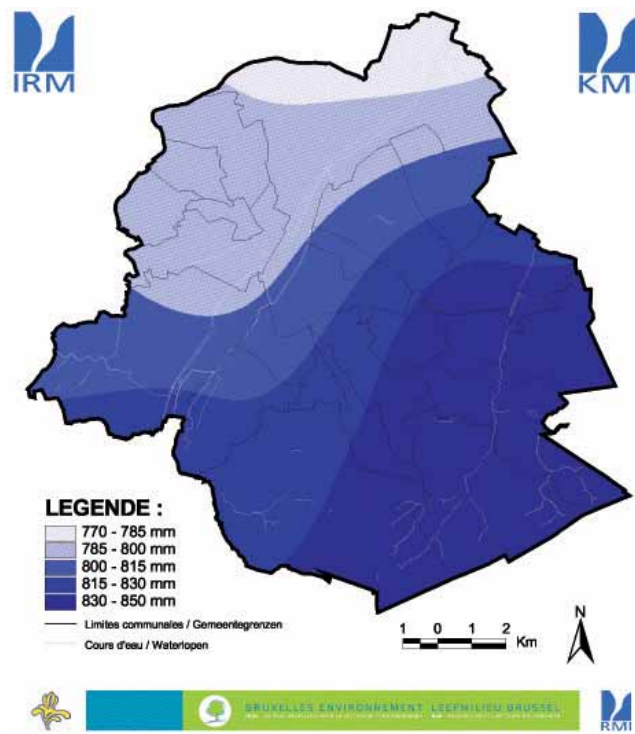 IRM
KMI
LEGENDE :
770 - 785 mm
785 - 800 mm
800 - 815 mm
815 - 830 mm
830 - 850 mm
Limites communales / Gemeentegrenzen
Cours d'eau / Waterlopen
1 0 1 2
Km
N
BRUXELLES ENVIRONNEMENT LEEFMILIEU BRUSSEL
RMI